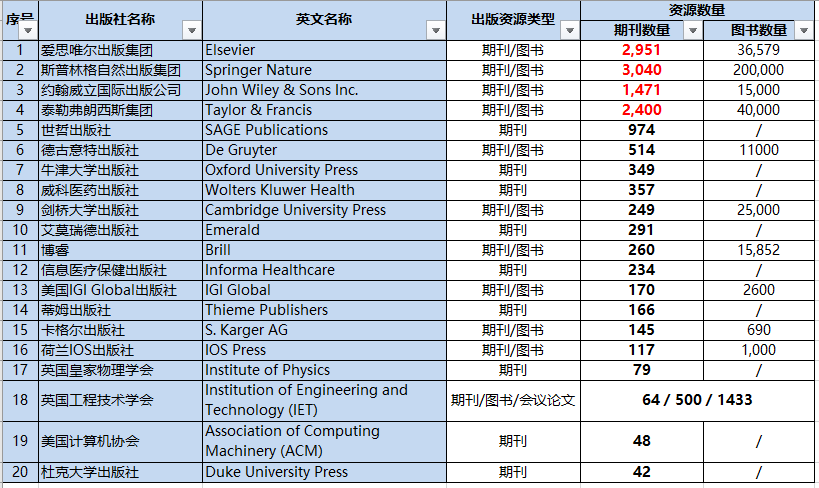 序号 出版社名称 英文名称 出版资源类型 资源数量
期刊数量 图书数量
1 爱思唯尔出版集团 Elsevier 期刊/图书 2,951 36,579
2 斯普林格自然出版集团 Springer Nature 期刊/图书 3,040 200,000
3 约翰威立国际出版公司 John Wiley & Sons Inc. 期刊/图书 1,471 15,000
4 泰勒弗朗西斯集团 Taylor & Francis 期刊/图书 2,400 40,000
5 世哲出版社 SAGE Publications 期刊 974 /
6 德古意特出版社 De Gruyter 期刊/图书 514 11000
7 牛津大学出版社 Oxford University Press 期刊 349 /
8 威科医药出版社 Wolters Kluwer Health 期刊 357 /
9 剑桥大学出版社 Cambridge University Press 期刊/图书 249 25,000
10 艾莫瑞德出版社 Emerald 期刊 291 /
11 博睿 Brill 期刊/图书 260 15,852
12 信息医疗保健出版社 Informa Healthcare 期刊 234 /
13 美国IGI Global出版社 IGI Global 期刊/图书 170 2600
14 蒂姆出版社 Thieme Publishers 期刊 166 /
15 卡格尔出版社 S. Karger AG 期刊/图书 145 690
16 荷兰IOS出版社 IOS Press 期刊/图书 117 1,000
17 英国皇家物理学会 Institute of Physics 期刊 79 /
18 英国工程技术学会 Institution of Engineering and
Technology (IET) 期刊/图书/会议论文 64 / 500 / 1433
19 美国计算机协会 Association of Computing
Machinery (ACM) 期刊 48 /
20 杜克大学出版社 Duke University Press 期刊 42 /